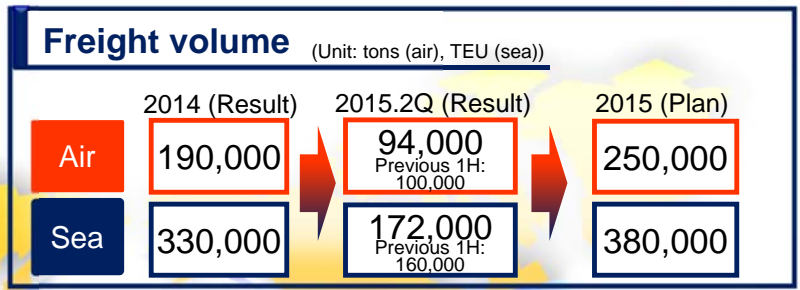 Freight volume (Unit: tons (air), TEU (sea))
2014 (Result) 2015.2Q (Result) 2015 (Plan)
Air 190,000 94,000 250,000
Previous 1H:
100,000
Sea 330,000 172,000 380,000
Previous 1H:
160,000